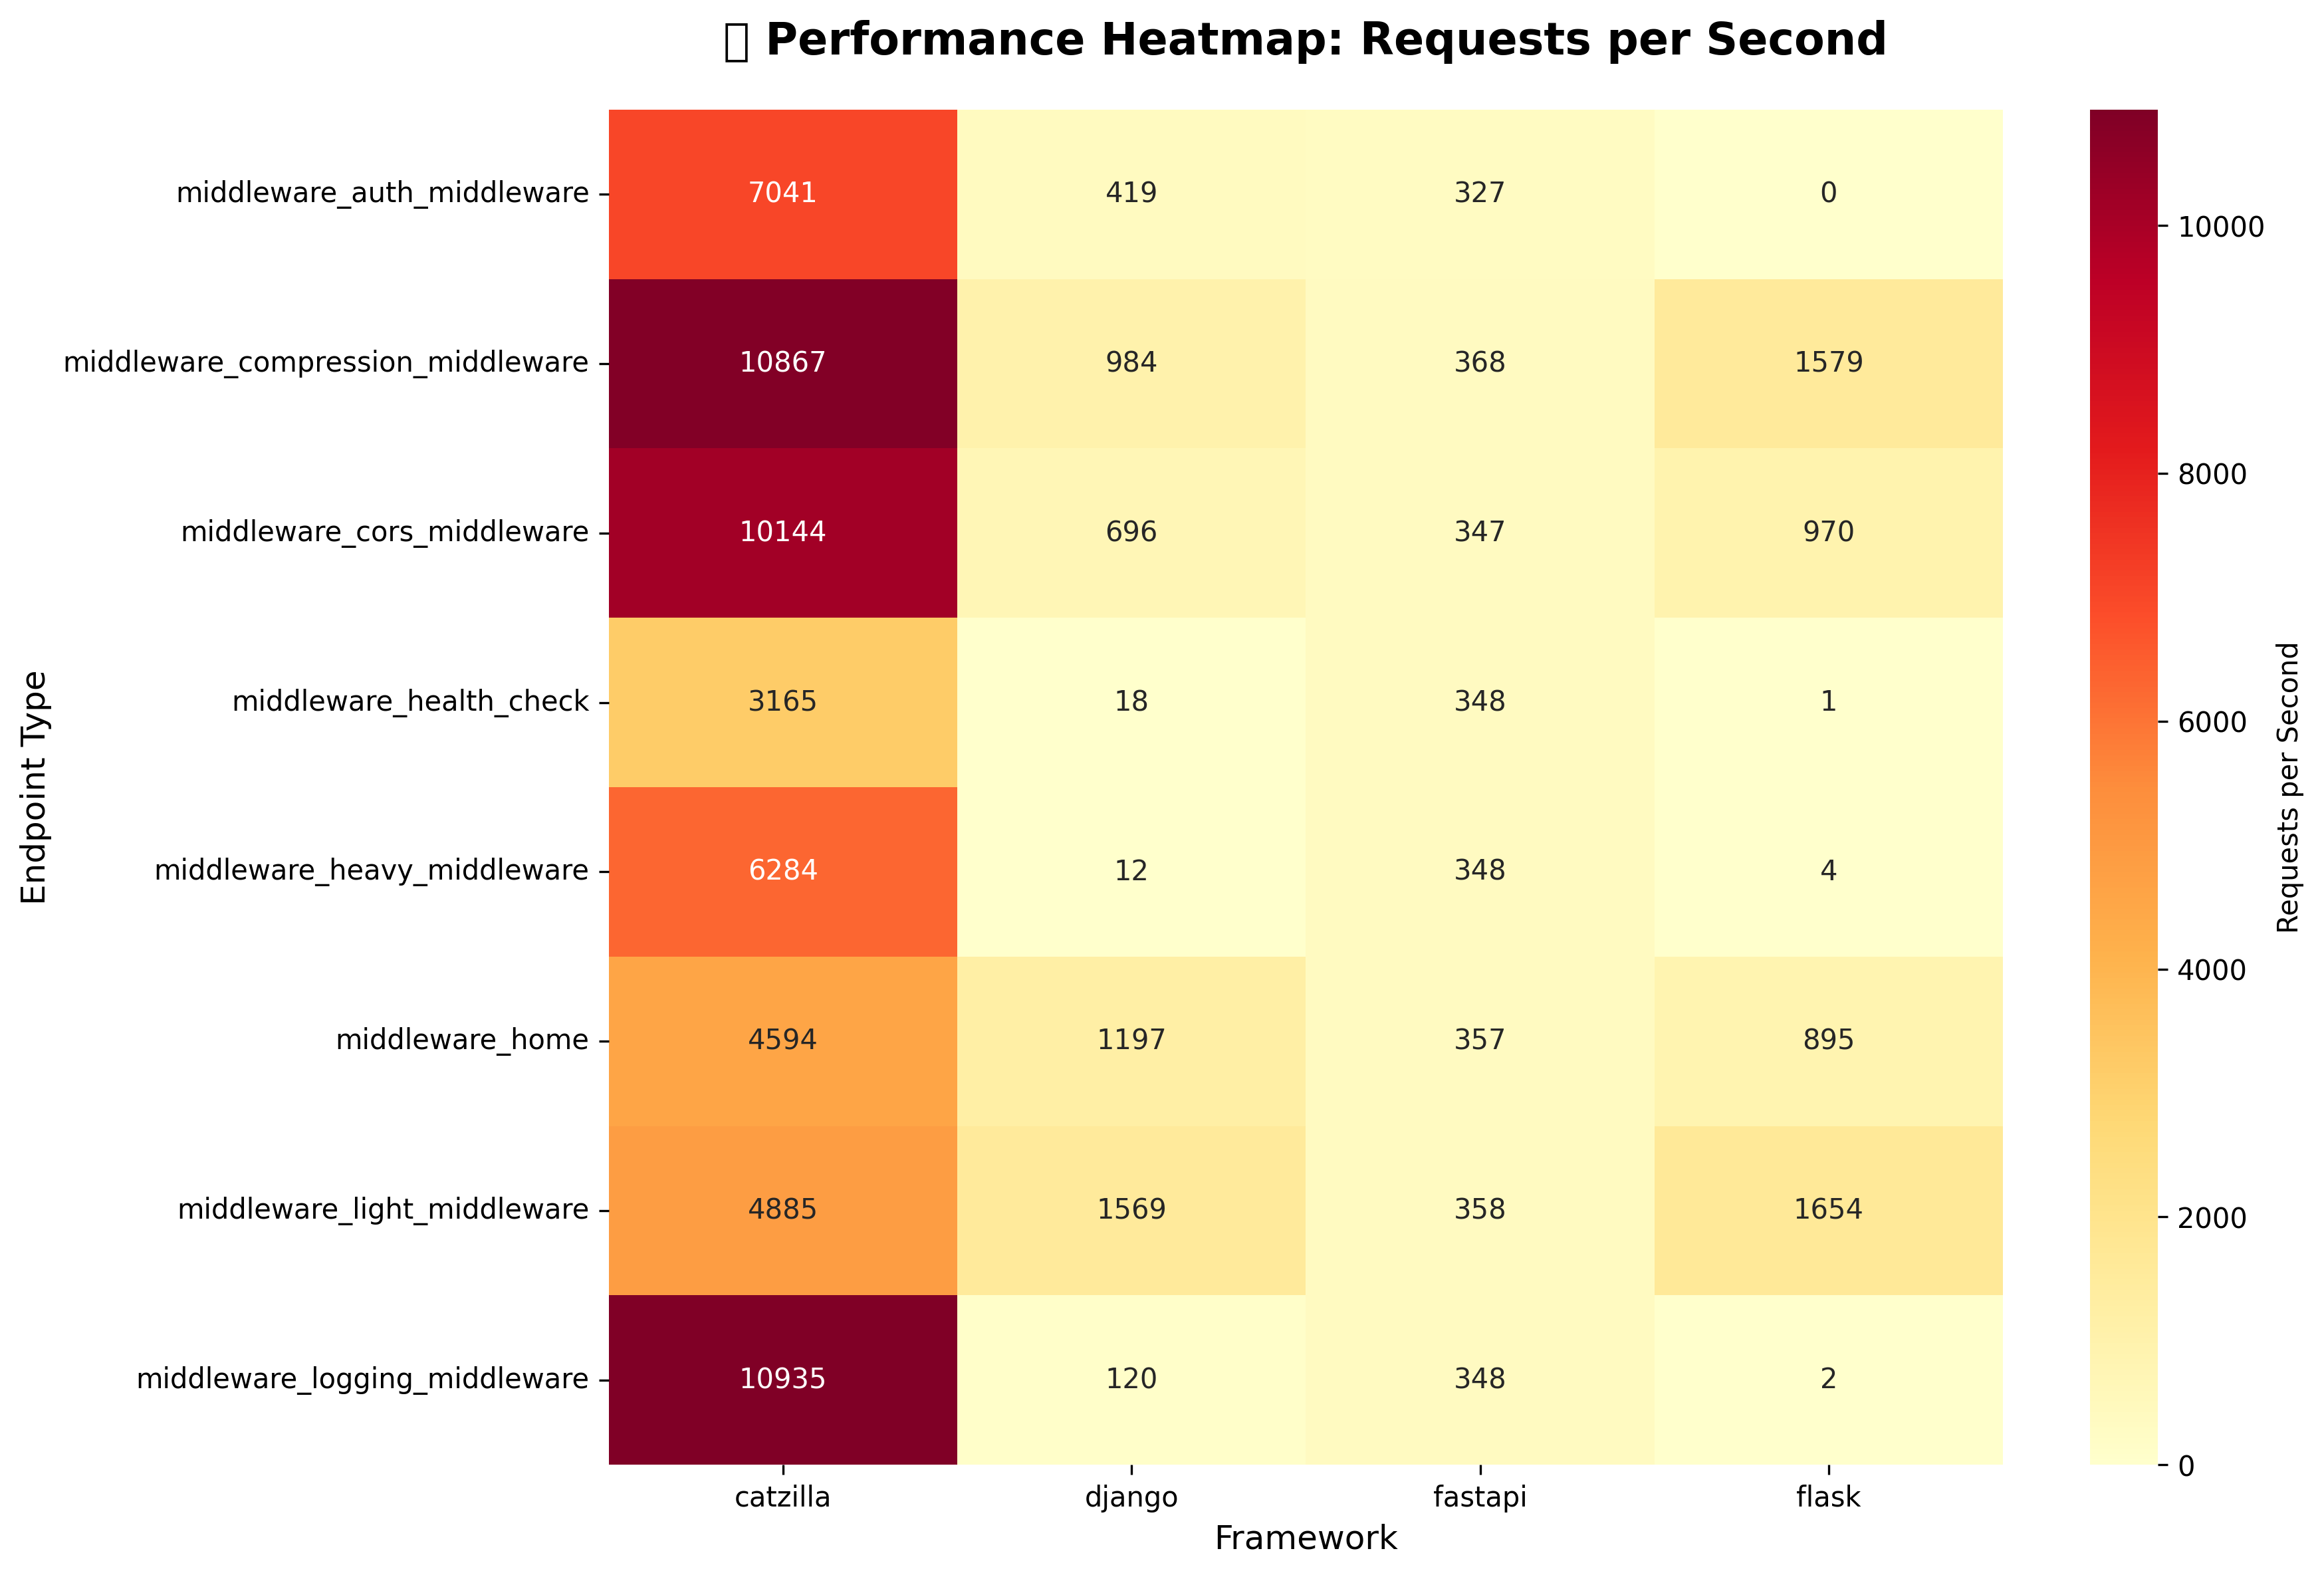 ▯ Performance Heatmap: Requests per Second
middleware_auth_middleware 7041 419 327 0
middleware_compression_middleware 10867 984 368 1579
middleware_cors_middleware 10144 696 347 970
middleware_health_check 3165 18 348 1
middleware_heavy_middleware 6284 12 348 4
middleware_home 4594 1197 357 895
middleware_light_middleware 4885 1569 358 1654
middleware_logging_middleware 10935 120 348 2
catzilla django fastapi flask
Framework
Endpoint Type
10000
8000
6000
4000
2000
0
Requests per Second